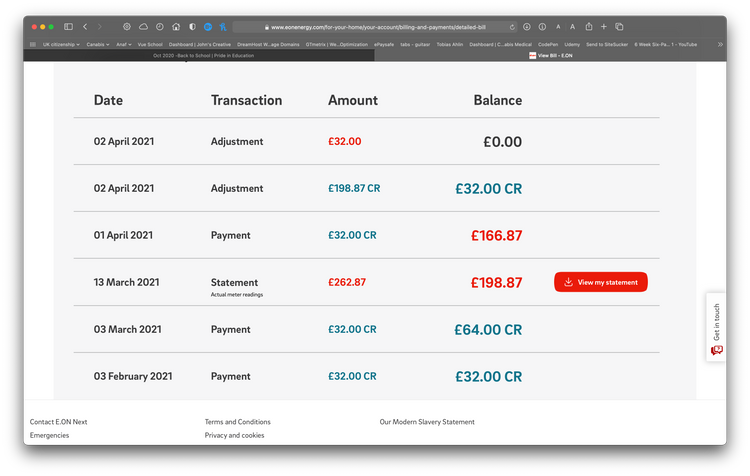 www.eonenergy.com/for-your-home/your-account/billing-and-payments/detailed-bill
UK citizenship Canabis Anaf Vue School Dashboard | John's Creative DreamHost W...age Domains GTmetrix | We...Optimization ePaysafe tabs - guitasr Tobias Ahlin Dashboard | C...abis Medical CodePen Udemy Send to SiteSucker 6 Week Six-Pa... 1 - YouTube
Oct 2020 -Back to School | Pride in Education View Bill - E.ON
Date Transaction Amount Balance
02 April 2021 Adjustment £32.00 £0.00
02 April 2021 Adjustment £198.87 CR £32.00 CR
01 April 2021 Payment £32.00 CR £166.87
13 March 2021 Statement £262.87 £198.87 View my statement
Actual meter readings
03 March 2021 Payment £32.00 CR £64.00 CR
03 February 2021 Payment £32.00 CR £32.00 CR
Get in touch
Contact E.ON Next Terms and Conditions Our Modern Slavery Statement
Emergencies Privacy and cookies